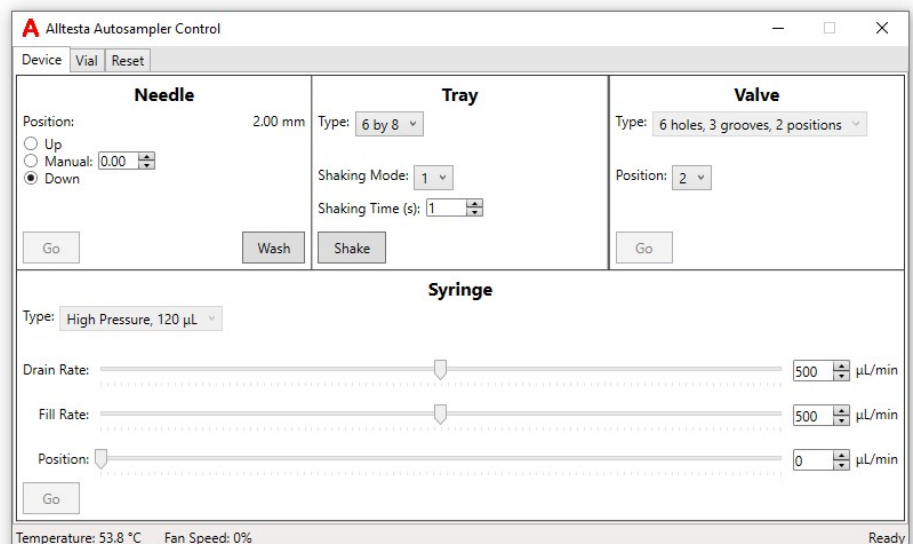 Alltesta Autosampler Control
Device Vial Reset
Needle
Position: 2.00 mm
Up
Manual: 0.00
Down
Go Wash
Tray
Type: 6 by 8
Shaking Mode: 1
Shaking Time (s): 1
Shake
Valve
Type: 6 holes, 3 grooves, 2 positions
Position: 2
Go
Syringe
Type: High Pressure, 120 µL
Drain Rate: 500 µL/min
Fill Rate: 500 µL/min
Position: 0 µL/min
Go
Temperature: 53.8 °C Fan Speed: 0% Ready